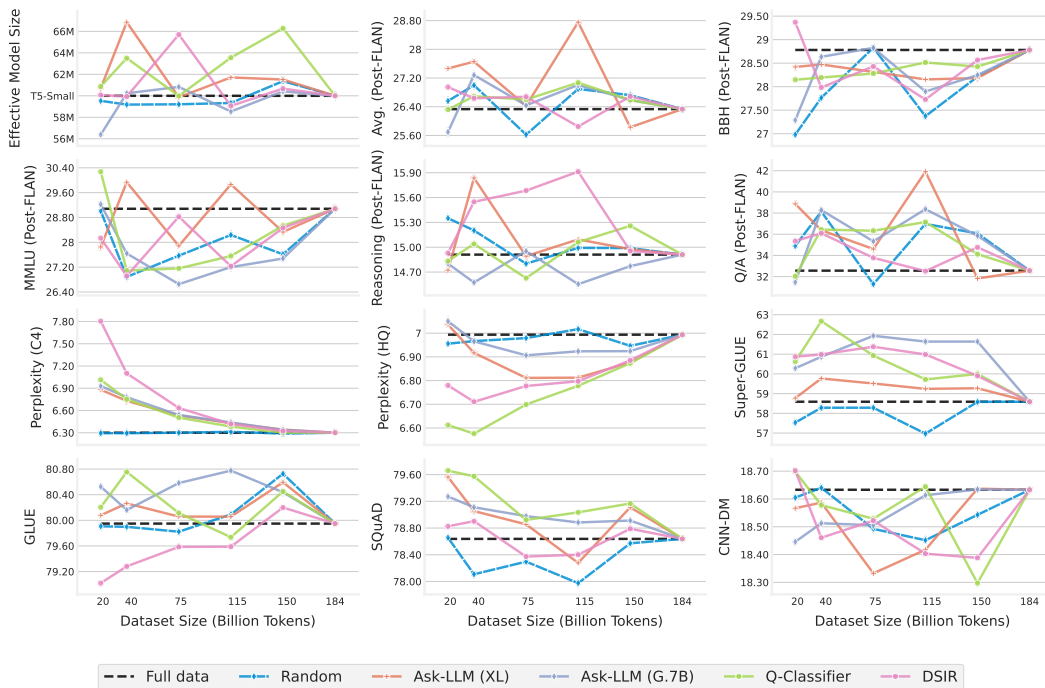 Effective Model Size
66M
64M
62M
T5-Small
58M
56M
Avg. (Post-FLAN)
28.80
28
27.20
26.40
25.60
BBH (Post-FLAN)
29.50
29
28.50
28
27.50
27
MMLU (Post-FLAN)
30.40
29.60
28.80
28
27.20
26.40
Reasoning (Post-FLAN)
15.90
15.60
15.30
15.00
14.70
Q/A (Post-FLAN)
42
40
38
36
34
32
Perplexity (C4)
7.80
7.50
7.20
6.90
6.60
6.30
Perplexity (HQ)
7
6.90
6.80
6.70
6.60
Super-GLUE
63
62
61
60
59
58
57
GLUE
80.80
80.40
80.00
79.60
79.20
20 40 75 115 150 184
Dataset Size (Billion Tokens)
SQuAD
79.60
79.20
78.80
78.40
78.00
20 40 75 115 150 184
Dataset Size (Billion Tokens)
CNN-DM
18.70
18.60
18.50
18.40
18.30
20 40 75 115 150 184
Dataset Size (Billion Tokens)
Full data Random Ask-LLM (XL) Ask-LLM (G.7B) Q-Classifier DSIR